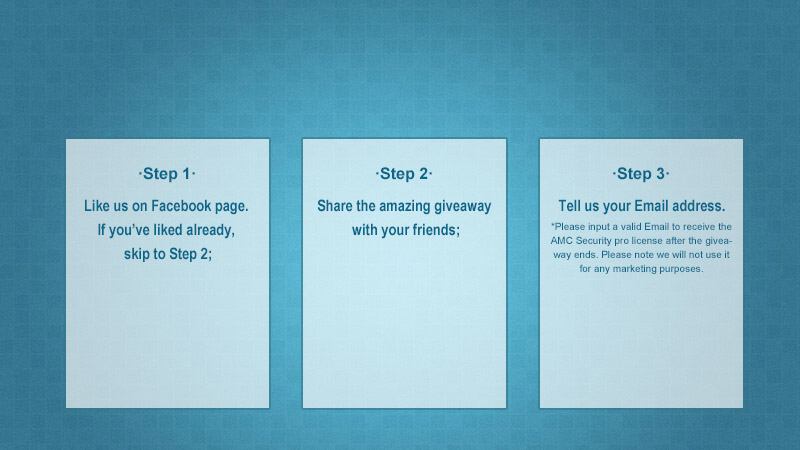 ·Step 1·
Like us on Facebook page.
If you've liked already,
skip to Step 2;
·Step 2·
Share the amazing giveaway
with your friends;
·Step 3·
Tell us your Email address.
*Please input a valid Email to receive the
AMC Security pro license after the givea-
way ends. Please note we will not use it
for any marketing purposes.